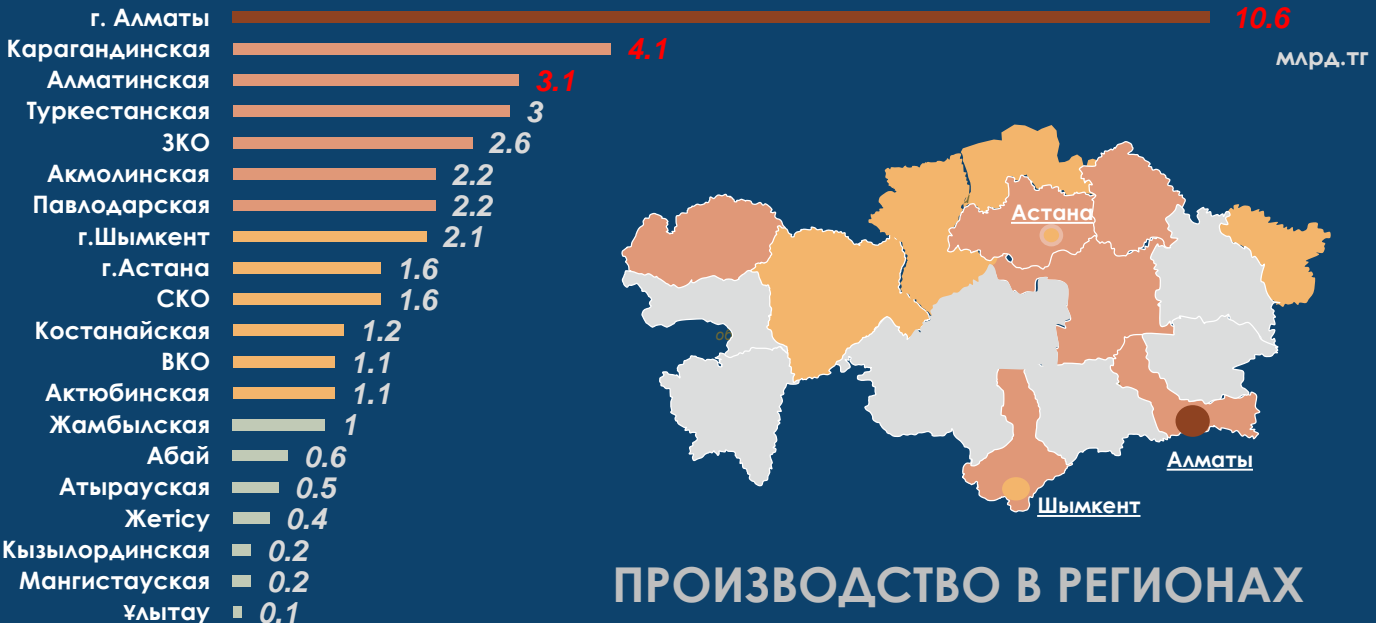 г. Алматы 10.6
Карагандинская 4.1
млрд.тг
Алматинская 3.1
Туркестанская 3
ЗКО 2.6
Акмолинская 2.2
Павлодарская 2.2
г.Шымкент 2.1
г.Астана 1.6
СКО 1.6
Костанайская 1.2
ВКО 1.1
Актюбинская 1.1
Жамбылская 1
Абай 0.6
Атырауская 0.5
Жетісу 0.4
Кызылординская 0.2
Мангистауская 0.2
Ұлытау 0.1
Астана
Алматы
Шымкент
ПРОИЗВОДСТВО В РЕГИОНАХ